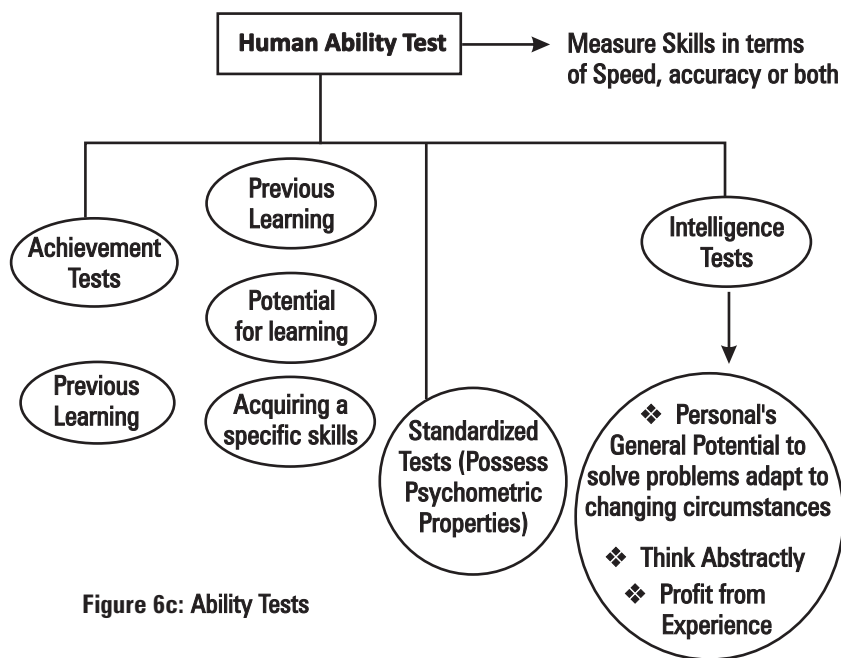 Human Ability Test
Measure Skills in terms
of Speed, accuracy or both
Achievement
Tests
Previous
Learning
Previous
Learning
Potential
for learning
Acquiring a
specific skills
Standardized
Tests (Possess
Psychometric
Properties)
Intelligence
Tests
❖ Personal's
General Potential to
solve problems adapt to
changing circumstances
❖ Think Abstractly
❖ Profit from
Experience
Figure 6c: Ability Tests